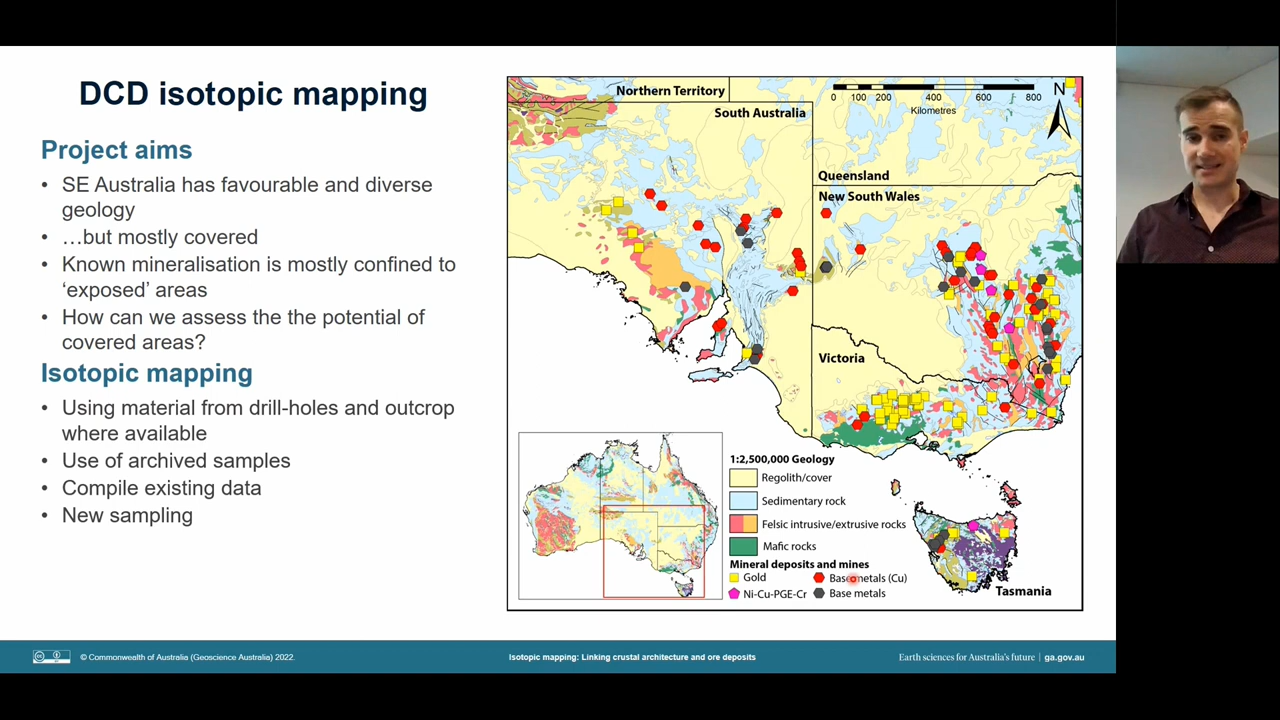 DCD isotopic mapping
Project aims
• SE Australia has favourable and diverse
geology
• …but mostly covered
• Known mineralisation is mostly confined to
‘exposed’ areas
• How can we assess the the potential of
covered areas?
Isotopic mapping
• Using material from drill-holes and outcrop
where available
• Use of archived samples
• Compile existing data
• New sampling
Northern Territory
South Australia
0 100 200 400 600 800
Kilometres
N
Queensland
New South Wales
Victoria
1:2,500,000 Geology
Regolith/cover
Sedimentary rock
Felsic intrusive/extrusive rocks
Mafic rocks
Mineral deposits and mines
Gold
Base metals (Cu)
Ni-Cu-PGE-Cr
Base metals
Tasmania
© Commonwealth of Australia (Geoscience Australia) 2022.
Isotopic mapping: Linking crustal architecture and ore deposits
Earth sciences for Australia’s future | ga.gov.au